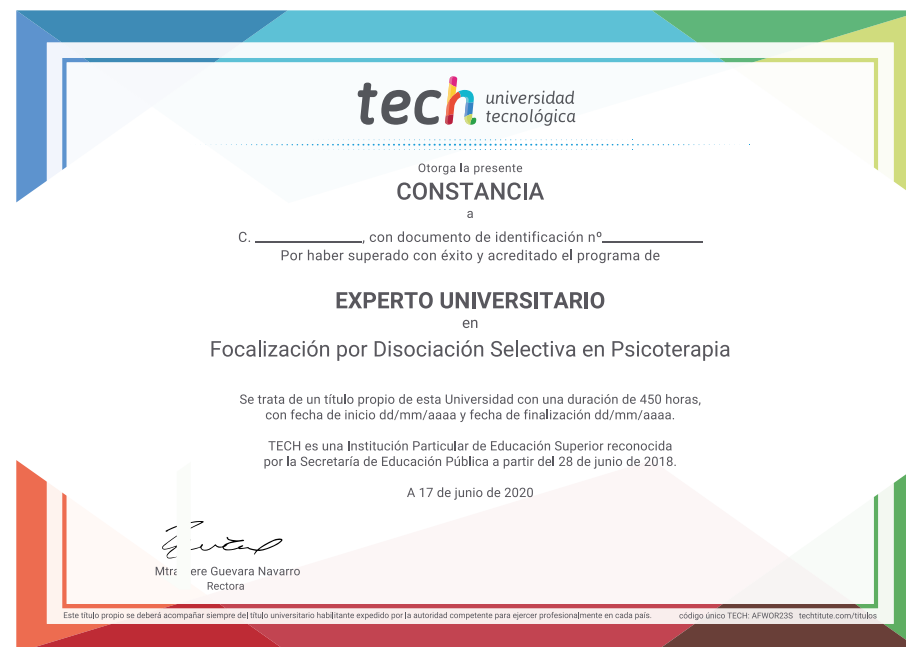 tech universidad
tecnológica
Otorga la presente
CONSTANCIA
a
C. ____________, con documento de identificación nº____________
Por haber superado con éxito y acreditado el programa de
EXPERTO UNIVERSITARIO
en
Focalización por Disociación Selectiva en Psicoterapia
Se trata de un título propio de esta Universidad con una duración de 450 horas,
con fecha de inicio dd/mm/aaaa y fecha de finalización dd/mm/aaaa.
TECH es una Institución Particular de Educación Superior reconocida
por la Secretaría de Educación Pública a partir del 28 de junio de 2018.
A 17 de junio de 2020
Guevara Navarro
Rectora
Este título propio se deberá acompañar siempre del título universitario habilitante expedido por la autoridad competente para ejercer profesionalmente en cada país. código único TECH: AFWOR23S techtitute.com/titulos